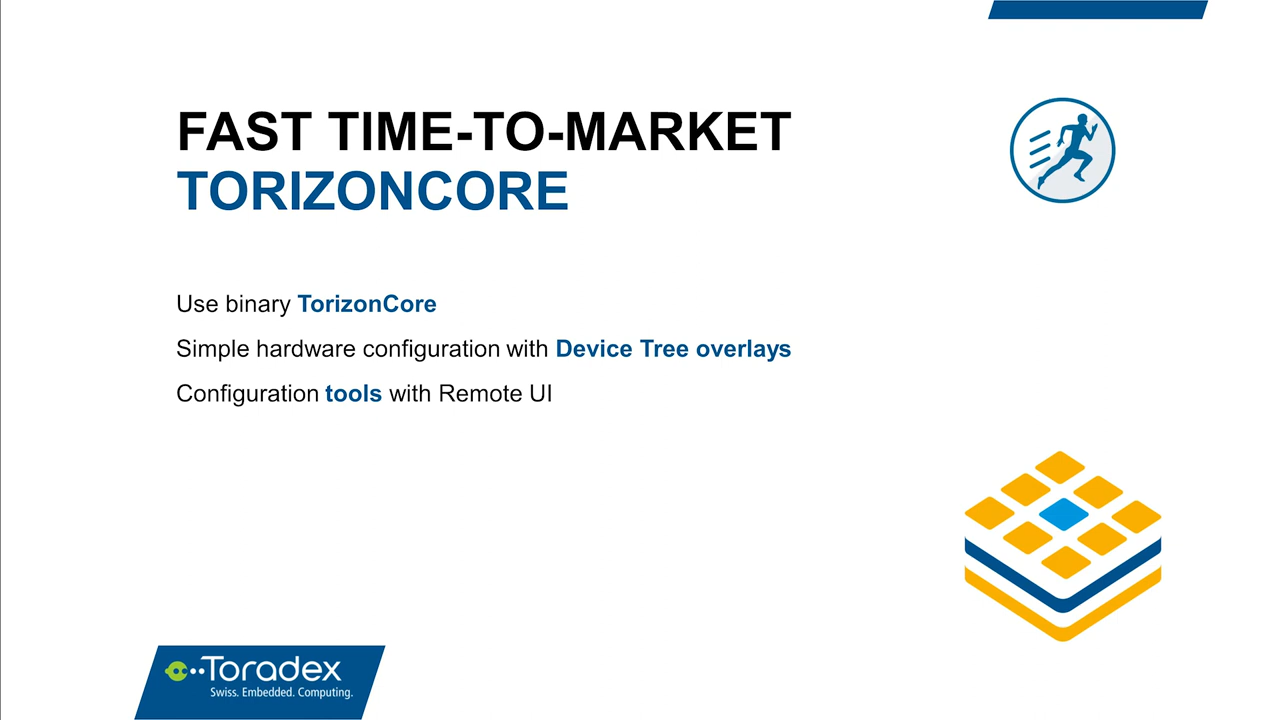 FAST TIME-TO-MARKET
TORIZONCORE
Use binary TorizonCore
Simple hardware configuration with Device Tree overlays
Configuration tools with Remote UI
Toradex
Swiss. Embedded. Computing.